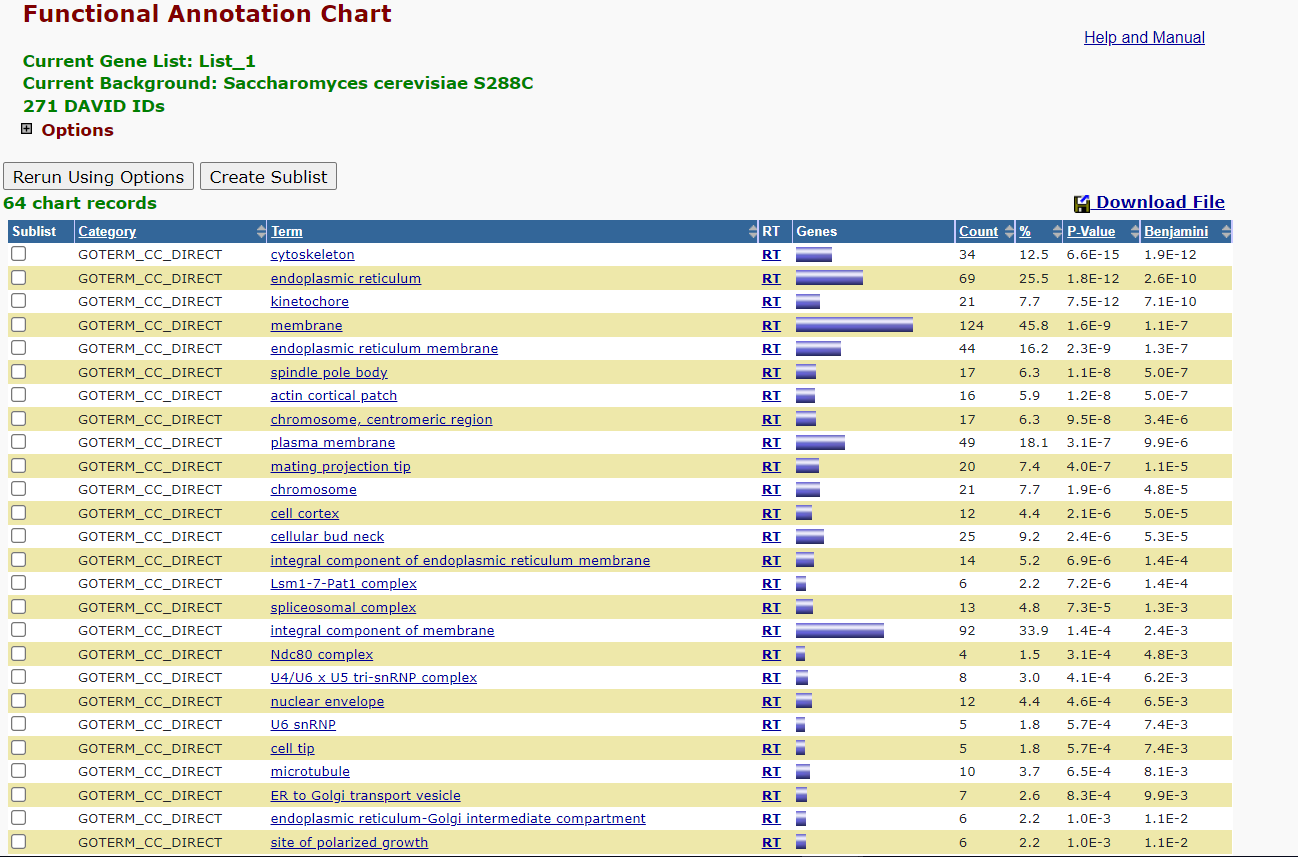 Functional Annotation Chart
Help and Manual
Current Gene List: List_1
Current Background: Saccharomyces cerevisiae S288C
271 DAVID IDs
Options
Rerun Using Options Create Sublist
64 chart records Download File
Sublist Category Term RT Genes Count % P-Value Benjamini
GOTERM_CC_DIRECT cytoskeleton RT 34 12.5 6.6E-15 1.9E-12
GOTERM_CC_DIRECT endoplasmic reticulum RT 69 25.5 1.8E-12 2.6E-10
GOTERM_CC_DIRECT kinetochore RT 21 7.7 7.5E-12 7.1E-10
GOTERM_CC_DIRECT membrane RT 124 45.8 1.6E-9 1.1E-7
GOTERM_CC_DIRECT endoplasmic reticulum membrane RT 44 16.2 2.3E-9 1.3E-7
GOTERM_CC_DIRECT spindle pole body RT 17 6.3 1.1E-8 5.0E-7
GOTERM_CC_DIRECT actin cortical patch RT 16 5.9 1.2E-8 5.0E-7
GOTERM_CC_DIRECT chromosome, centromeric region RT 17 6.3 9.5E-8 3.4E-6
GOTERM_CC_DIRECT plasma membrane RT 49 18.1 3.1E-7 9.9E-6
GOTERM_CC_DIRECT mating projection tip RT 20 7.4 4.0E-7 1.1E-5
GOTERM_CC_DIRECT chromosome RT 21 7.7 1.9E-6 4.8E-5
GOTERM_CC_DIRECT cell cortex RT 12 4.4 2.1E-6 5.0E-5
GOTERM_CC_DIRECT cellular bud neck RT 25 9.2 2.4E-6 5.3E-5
GOTERM_CC_DIRECT integral component of endoplasmic reticulum membrane RT 14 5.2 6.9E-6 1.4E-4
GOTERM_CC_DIRECT Lsm1-7-Pat1 complex RT 6 2.2 7.2E-6 1.4E-4
GOTERM_CC_DIRECT spliceosomal complex RT 13 4.8 7.3E-5 1.3E-3
GOTERM_CC_DIRECT integral component of membrane RT 92 33.9 1.4E-4 2.4E-3
GOTERM_CC_DIRECT Ndc80 complex RT 4 1.5 3.1E-4 4.8E-3
GOTERM_CC_DIRECT U4/U6 x U5 tri-snRNP complex RT 8 3.0 4.1E-4 6.2E-3
GOTERM_CC_DIRECT nuclear envelope RT 12 4.4 4.6E-4 6.5E-3
GOTERM_CC_DIRECT U6 snRNP RT 5 1.8 5.7E-4 7.4E-3
GOTERM_CC_DIRECT cell tip RT 5 1.8 5.7E-4 7.4E-3
GOTERM_CC_DIRECT microtubule RT 10 3.7 6.5E-4 8.1E-3
GOTERM_CC_DIRECT ER to Golgi transport vesicle RT 7 2.6 8.3E-4 9.9E-3
GOTERM_CC_DIRECT endoplasmic reticulum-Golgi intermediate compartment RT 6 2.2 1.0E-3 1.1E-2
GOTERM_CC_DIRECT site of polarized growth RT 6 2.2 1.0E-3 1.1E-2